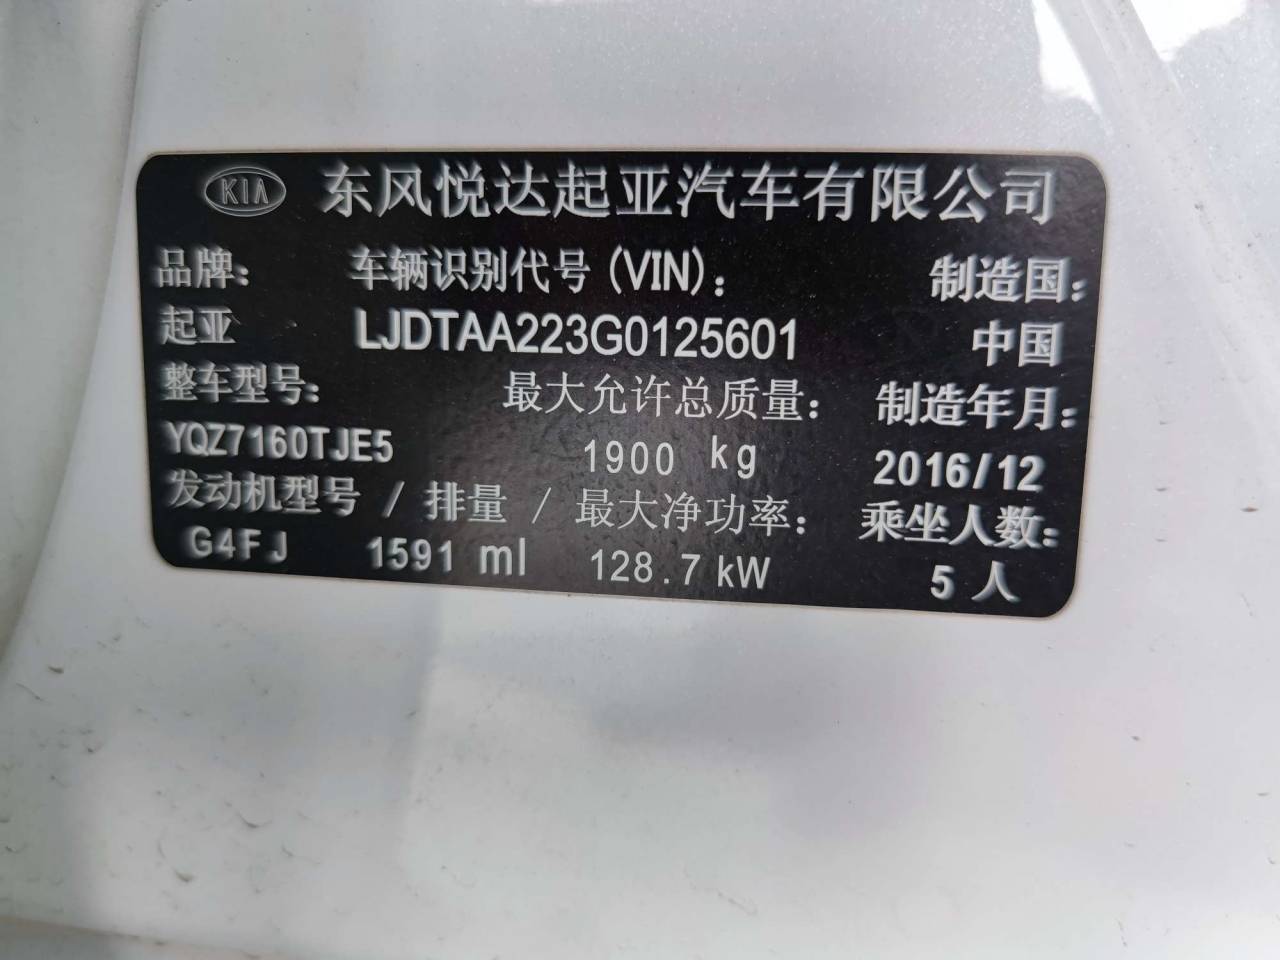 KIA 东风悦达起亚汽车有限公司
品牌: 车辆识别代号(VIN): 制造国:
起亚 LJDTAA223G0125601 中国
整车型号: 最大允许总质量: 制造年月:
YQZ7160TJE5 1900 kg 2016/12
发动机型号 / 排量 / 最大净功率: 乘坐人数:
G4FJ 1591 ml 128.7 kW 5 人